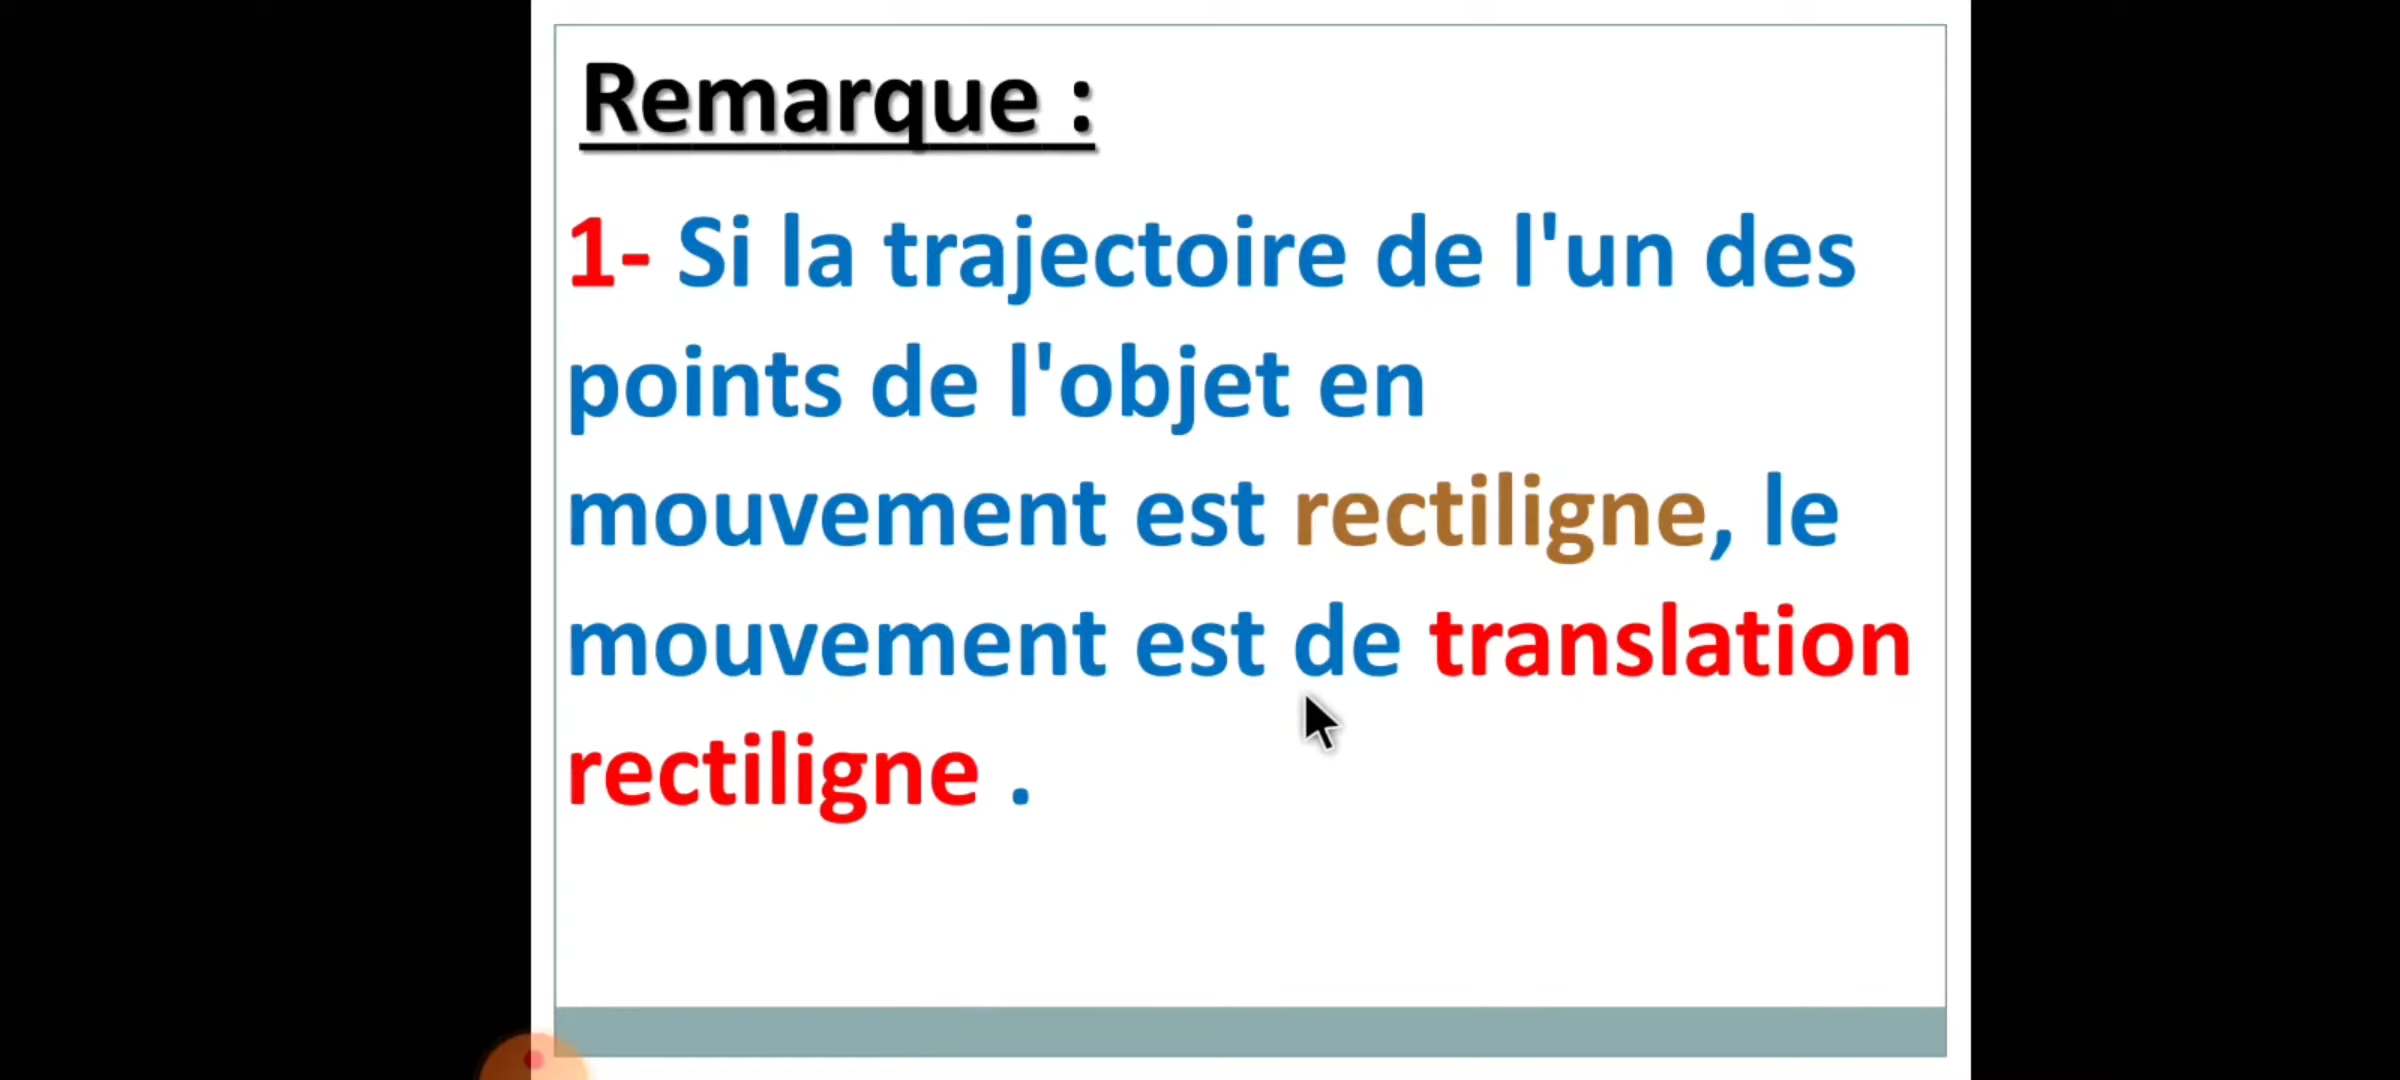 Remarque :
1- Si la trajectoire de l'un des
points de l'objet en
mouvement est rectiligne, le
mouvement est de translation
rectiligne .